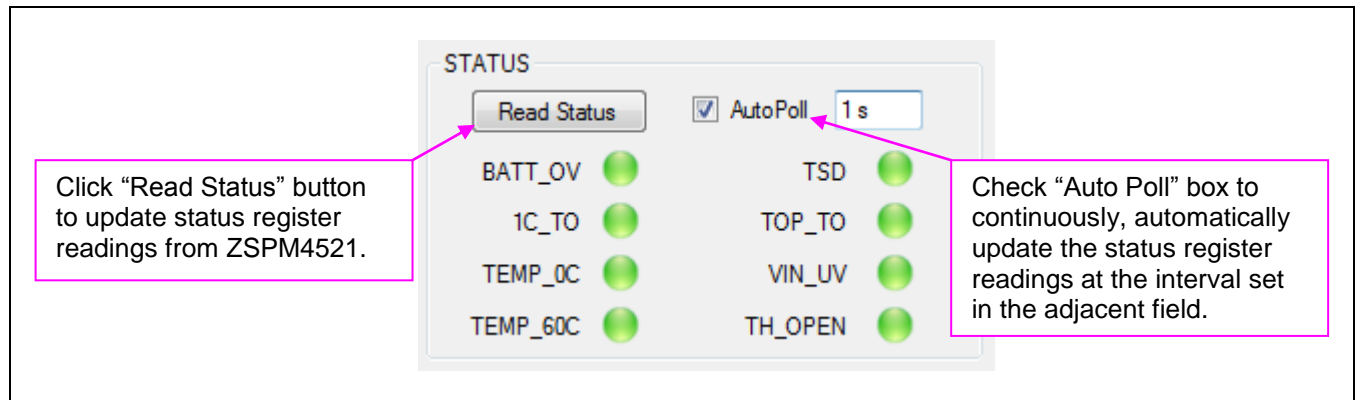 STATUS
Read Status
AutoPoll
1 s
BATT_OV
TSD
1C_TO
TOP_TO
TEMP_0C
VIN_UV
TEMP_60C
TH_OPEN
Click “Read Status” button
to update status register
readings from ZSPM4521.
Check “Auto Poll” box to
continuously, automatically
update the status register
readings at the interval set
in the adjacent field.